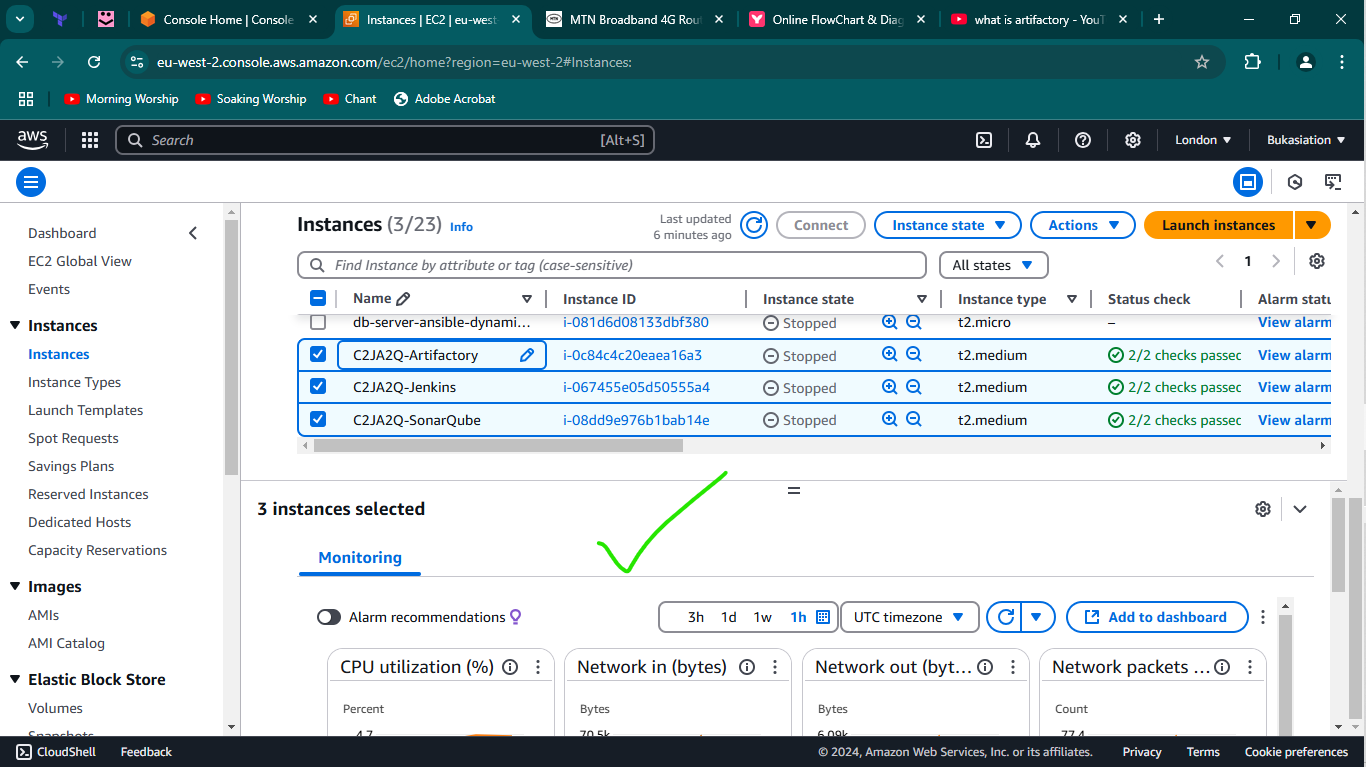 Console Home | Console
Instances | EC2 | eu-west
MTN Broadband 4G Rou
Online FlowChart & Diag
what is artifactory - YouT
eu-west-2.console.aws.amazon.com/ec2/home?region=eu-west-2#Instances:
Morning Worship
Soaking Worship
Chant
Adobe Acrobat
aws
Search
[Alt+S]
London
Bukasiation
Dashboard
EC2 Global View
Events
Instances
Instances
Instance Types
Launch Templates
Spot Requests
Savings Plans
Reserved Instances
Dedicated Hosts
Capacity Reservations
Images
AMIs
AMI Catalog
Elastic Block Store
Volumes
Snapshots
Instances (3/23) Info
Last updated
6 minutes ago
Connect
Instance state
Actions
Launch instances
Find Instance by attribute or tag (case-sensitive)
All states
1
Name Instance ID Instance state Instance type Status check Alarm statu
db-server-ansible-dynami... i-081d6d08133dbf380 Stopped t2.micro – View alarm
C2JA2Q-Artifactory i-0c84c4c20eaea16a3 Stopped t2.medium 2/2 checks passec View alarm
C2JA2Q-Jenkins i-067455e05d50555a4 Stopped t2.medium 2/2 checks passec View alarm
C2JA2Q-SonarQube i-08dd9e976b1bab14e Stopped t2.medium 2/2 checks passec View alarm
3 instances selected
Monitoring
Alarm recommendations
3h 1d 1w 1h
UTC timezone
Add to dashboard
CPU utilization (%)
Percent
4.7
Network in (bytes)
Bytes
70.5k
Network out (byt...
Bytes
6.09k
Network packets ...
Count
77.4
CloudShell Feedback
© 2024, Amazon Web Services, Inc. or its affiliates. Privacy Terms Cookie preferences